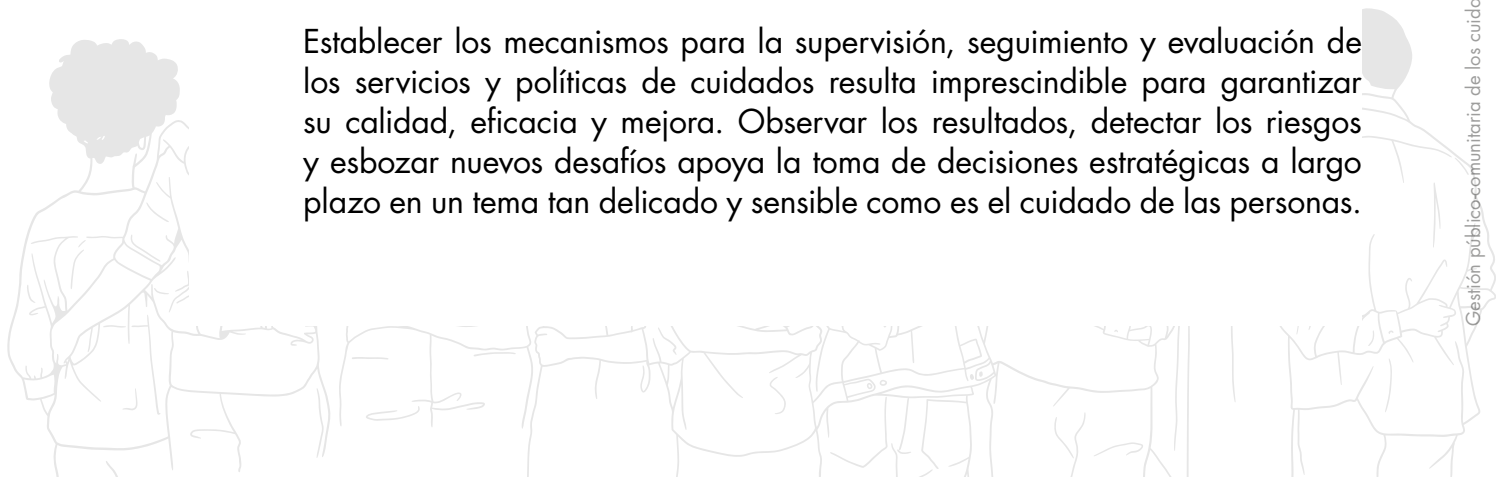 Establecer los mecanismos para la supervisión, seguimiento y evaluación de
los servicios y políticas de cuidados resulta imprescindible para garantizar
su calidad, eficacia y mejora. Observar los resultados, detectar los riesgos
y esbozar nuevos desafíos apoya la toma de decisiones estratégicas a largo
plazo en un tema tan delicado y sensible como es el cuidado de las personas.
Gestión público-comunitaria de los